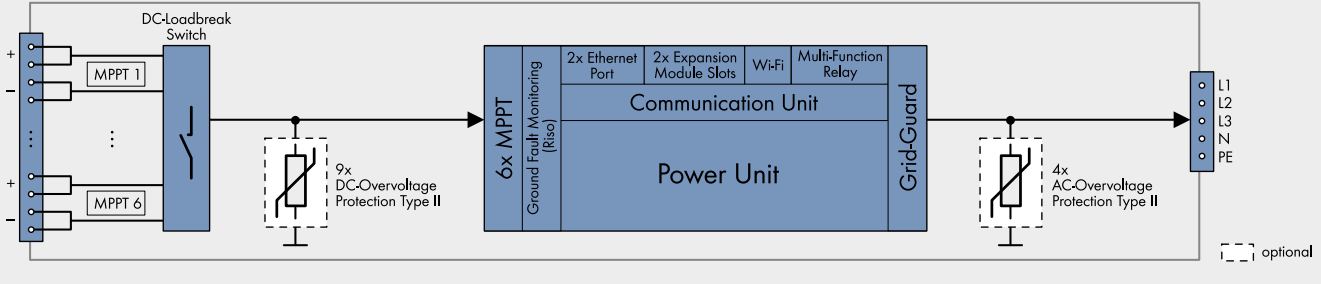 DC-Loadbreak
Switch
+
MPPT 1
–
...
...
+
MPPT 6
–
9x
DC-Overvoltage
Protection Type II
6x MPPT
Ground Fault Monitoring
(Riso)
2x Ethernet
Port
2x Expansion
Module Slots
Wi-Fi
Multi-Function
Relay
Communication Unit
Power Unit
Grid-Guard
4x
AC-Overvoltage
Protection Type II
L1
L2
L3
N
PE
optional